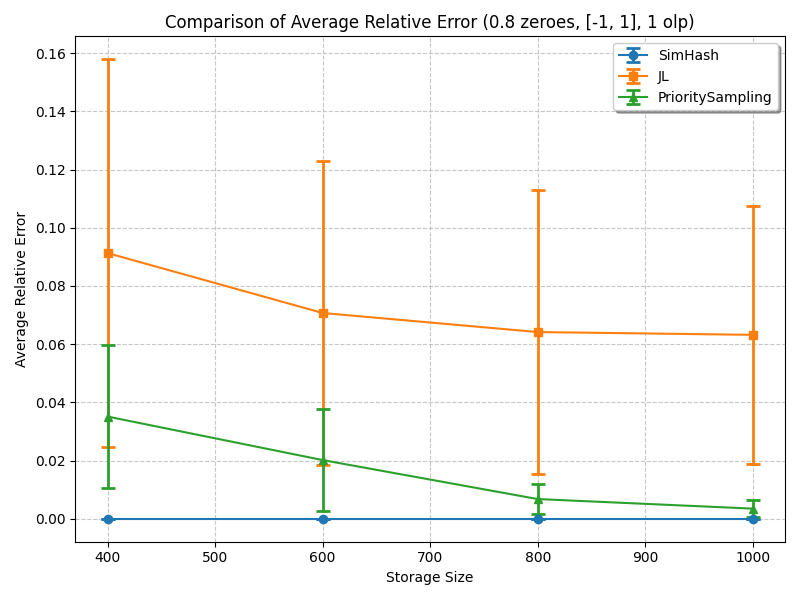 Comparison of Average Relative Error (0.8 zeroes, [-1, 1], 1 olp)
SimHash
JL
PrioritySampling
Average Relative Error
0.16
0.14
0.12
0.10
0.08
0.06
0.04
0.02
0.00
400
500
600
700
800
900
1000
Storage Size